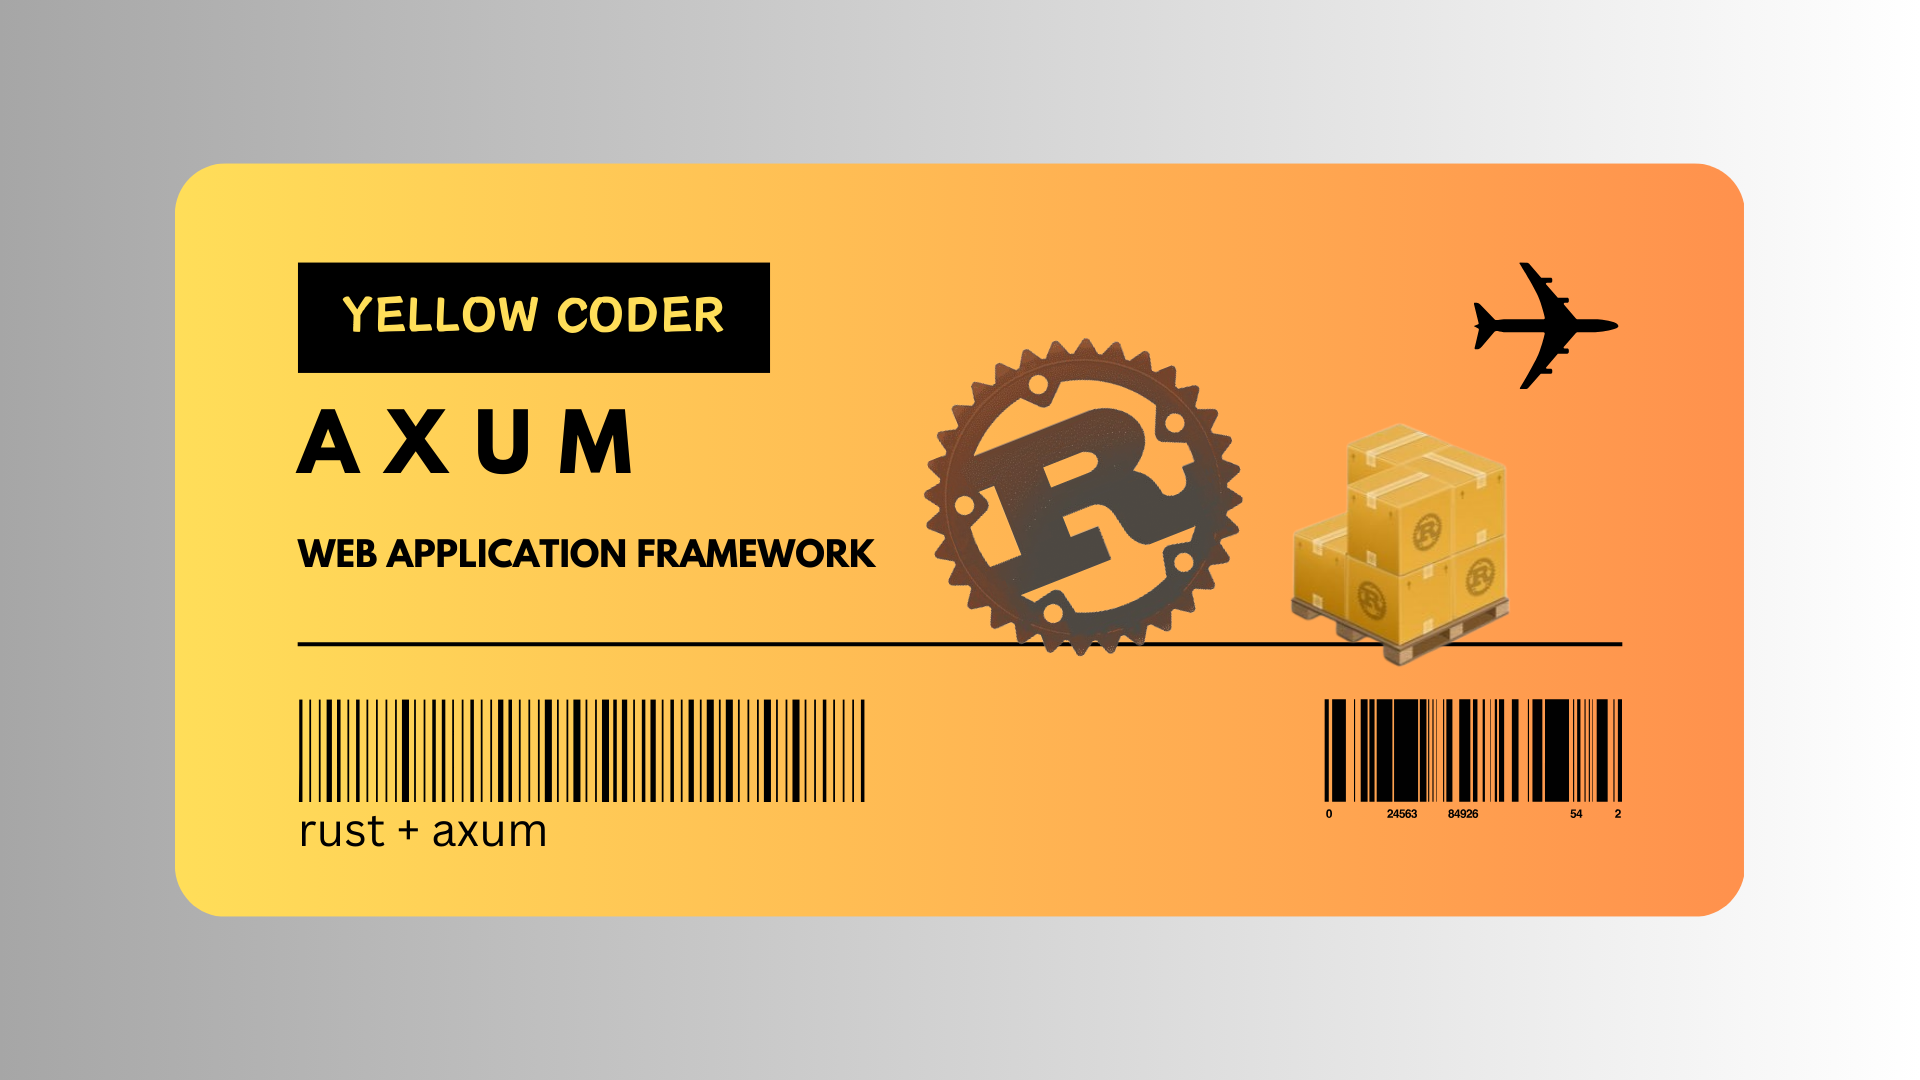 YELLOW CODER
AXUM
WEB APPLICATION FRAMEWORK
rust + axum
0 24563 84926 54 2